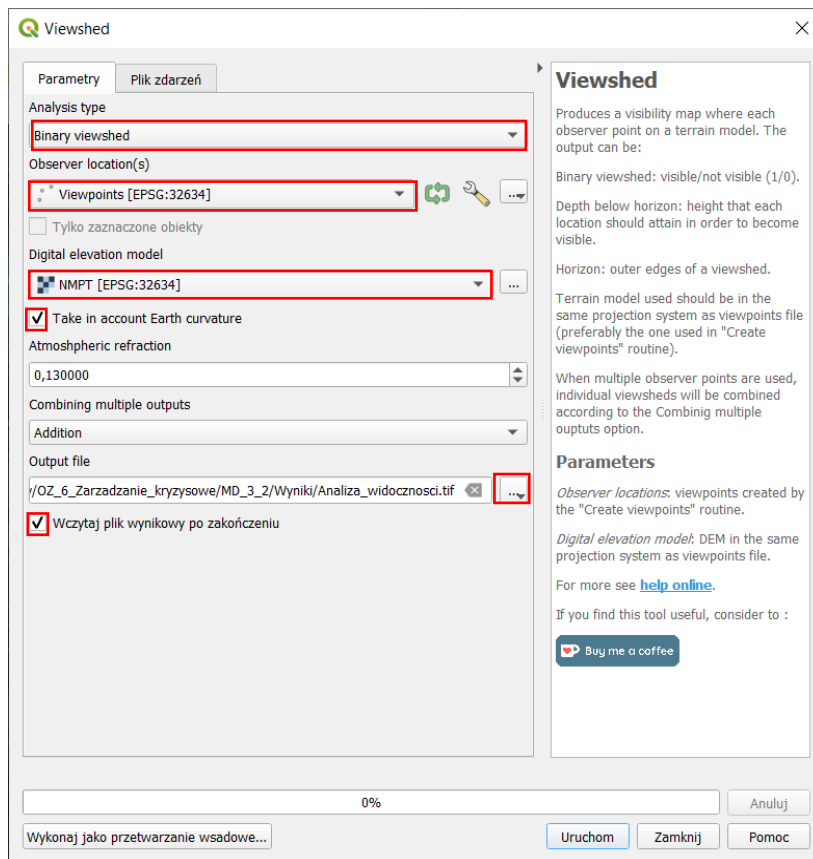 Viewshed
Parametry
Plik zdarzeń
Analysis type
Binary viewshed
Observer location(s)
Viewpoints [EPSG:32634]
...
Tylko zaznaczone obiekty
Digital elevation model
NMPT [EPSG:32634]
...
Take in account Earth curvature
Atmoshpheric refraction
0,130000
Combining multiple outputs
Addition
Output file
/OZ_6_Zarzadzanie_kryzysowe/MD_3_2/Wyniki/Analiza_widocznosci.tif
...
Wczytaj plik wynikowy po zakończeniu
Viewshed
Produces a visibility map where each
observer point on a terrain model. The
output can be:
Binary viewshed: visible/not visible (1/0).
Depth below horizon: height that each
location should attain in order to become
visible.
Horizon: outer edges of a viewshed.
Terrain model used should be in the
same projection system as viewpoints file
(preferably the one used in "Create
viewpoints" routine).
When multiple observer points are used,
individual viewsheds will be combined
according to the Combinig multiple
ouptuts option.
Parameters
Observer locations: viewpoints created by
the "Create viewpoints" routine.
Digital elevation model: DEM in the same
projection system as viewpoints file.
For more see help online.
If you find this tool useful, consider to :
Buy me a coffee
0%
Anuluj
Wykonaj jako przetwarzanie wsadowe...
Uruchom
Zamknij
Pomoc